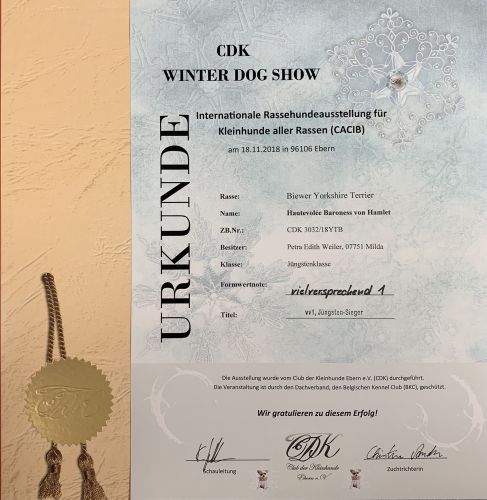 CDK
WINTER DOG SHOW
URKUNDE
Internationale Rassehundeausstellung für
Kleinhunde aller Rassen (CACIB)
am 18.11.2018 in 96106 Ebern
Rasse: Biewer Yorkshire Terrier
Name: Hautevolée Baroness von Hamlet
ZB.Nr.: CDK 3032/18YTB
Besitzer: Petra Edith Weiler, 07751 Milda
Klasse: Jüngstenklasse
Formwertnote: vielversprechend 1
Titel: vv1, Jüngsten-Sieger
Die Ausstellung wurde vom Club der Kleinhunde Ebern e.V. (CDK) durchgeführt.
Die Veranstaltung ist durch den Dachverband, den Belgischen Kennel Club (BKC), geschützt.
Wir gratulieren zu diesem Erfolg!
CDK
Club der Kleinhunde
Ebern e.V.
Schauleitung
Zuchtrichterin
CDK